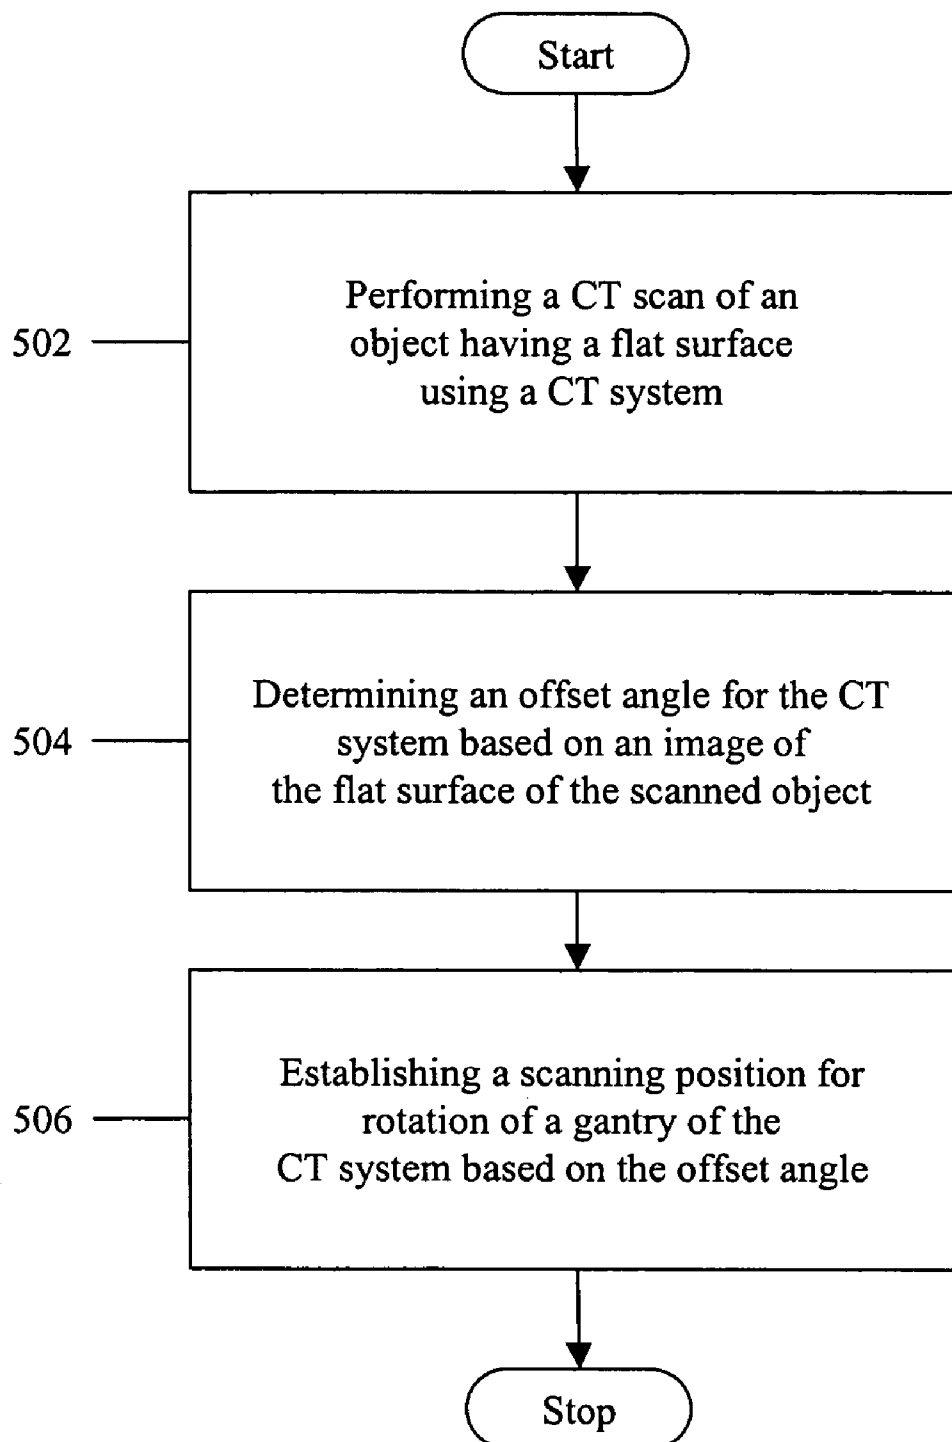 Start
502
Performing a CT scan of an
object having a flat surface
using a CT system
504
Determining an offset angle for the CT
system based on an image of
the flat surface of the scanned object
506
Establishing a scanning position for
rotation of a gantry of the
CT system based on the offset angle
Stop